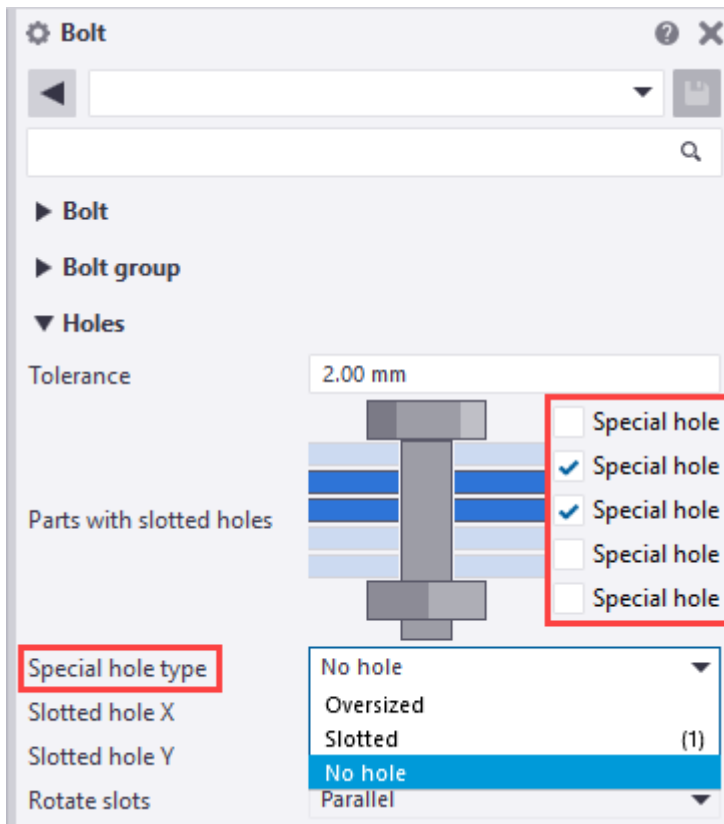 Bolt
Bolt
Bolt group
Holes
Tolerance
2.00 mm
Special hole
Special hole
Special hole
Special hole
Special hole
Parts with slotted holes
Special hole type
No hole
Slotted hole X
Oversized
Slotted (1)
Slotted hole Y
No hole
Rotate slots
Parallel